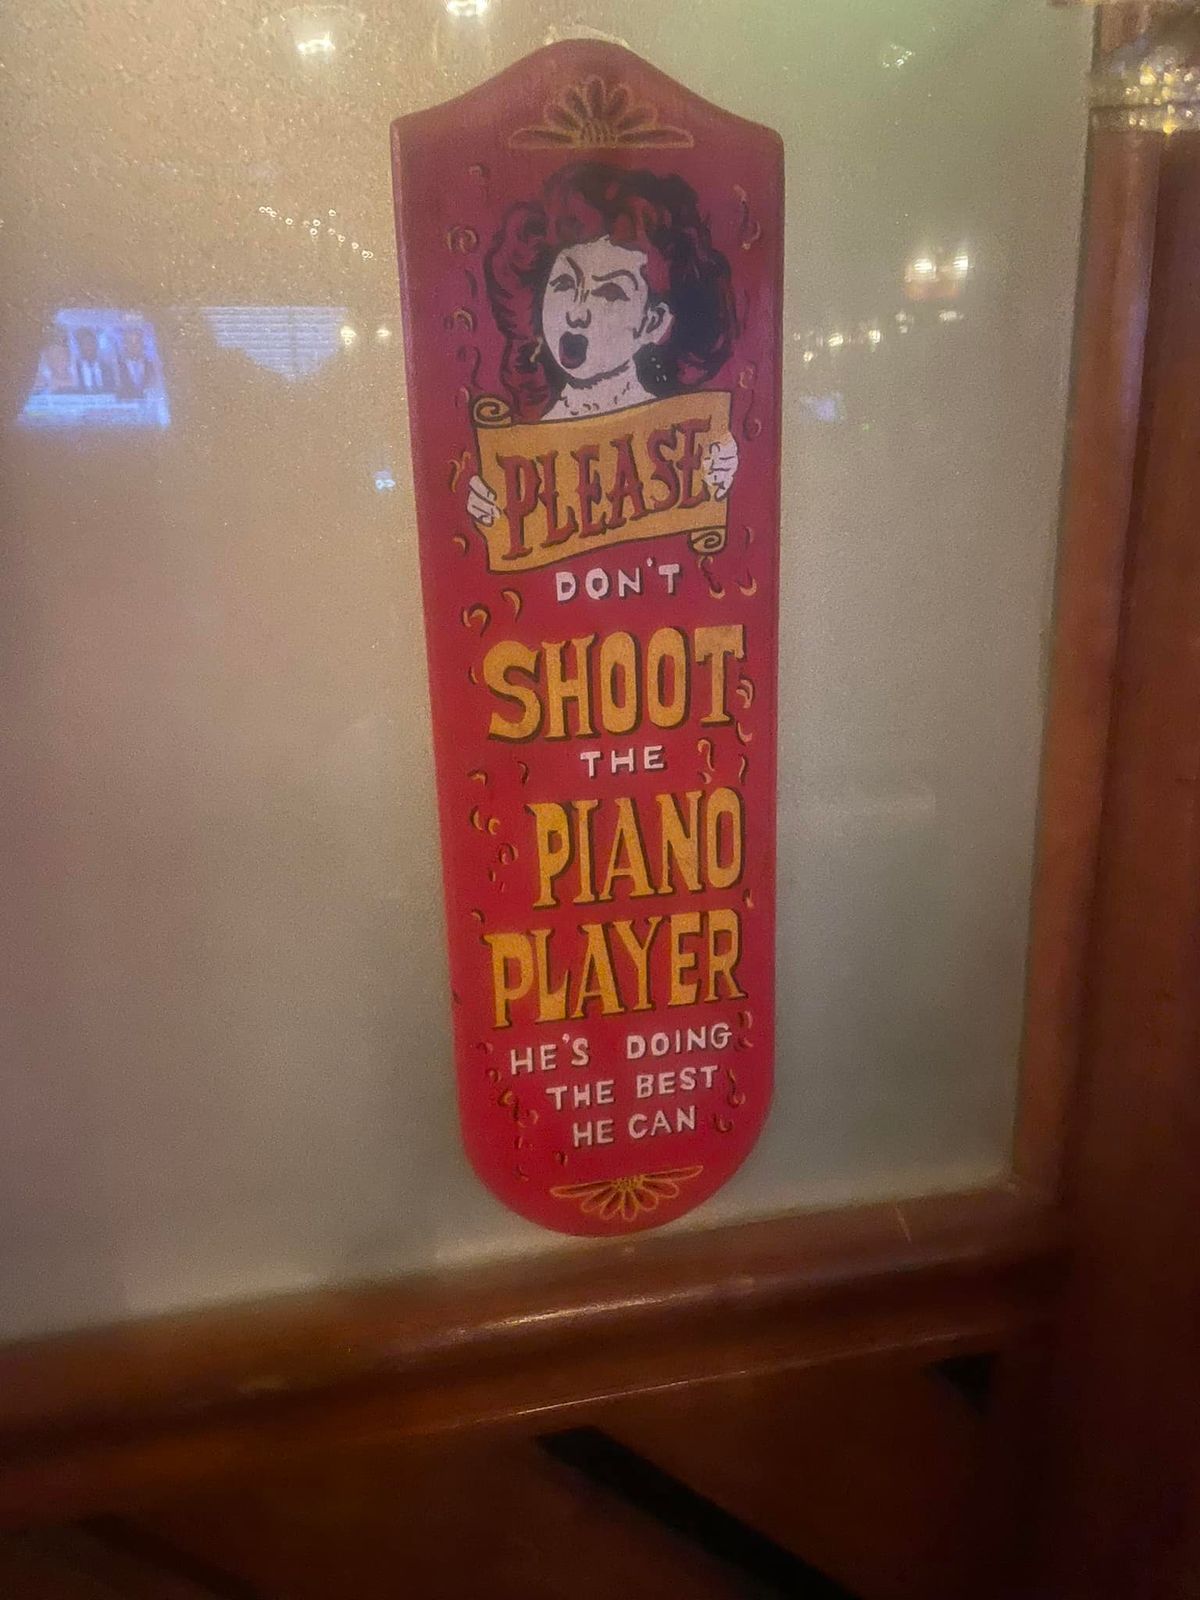 PLEASE
DON'T
SHOOT
THE
PIANO
PLAYER
HE'S DOING
THE BEST
HE CAN